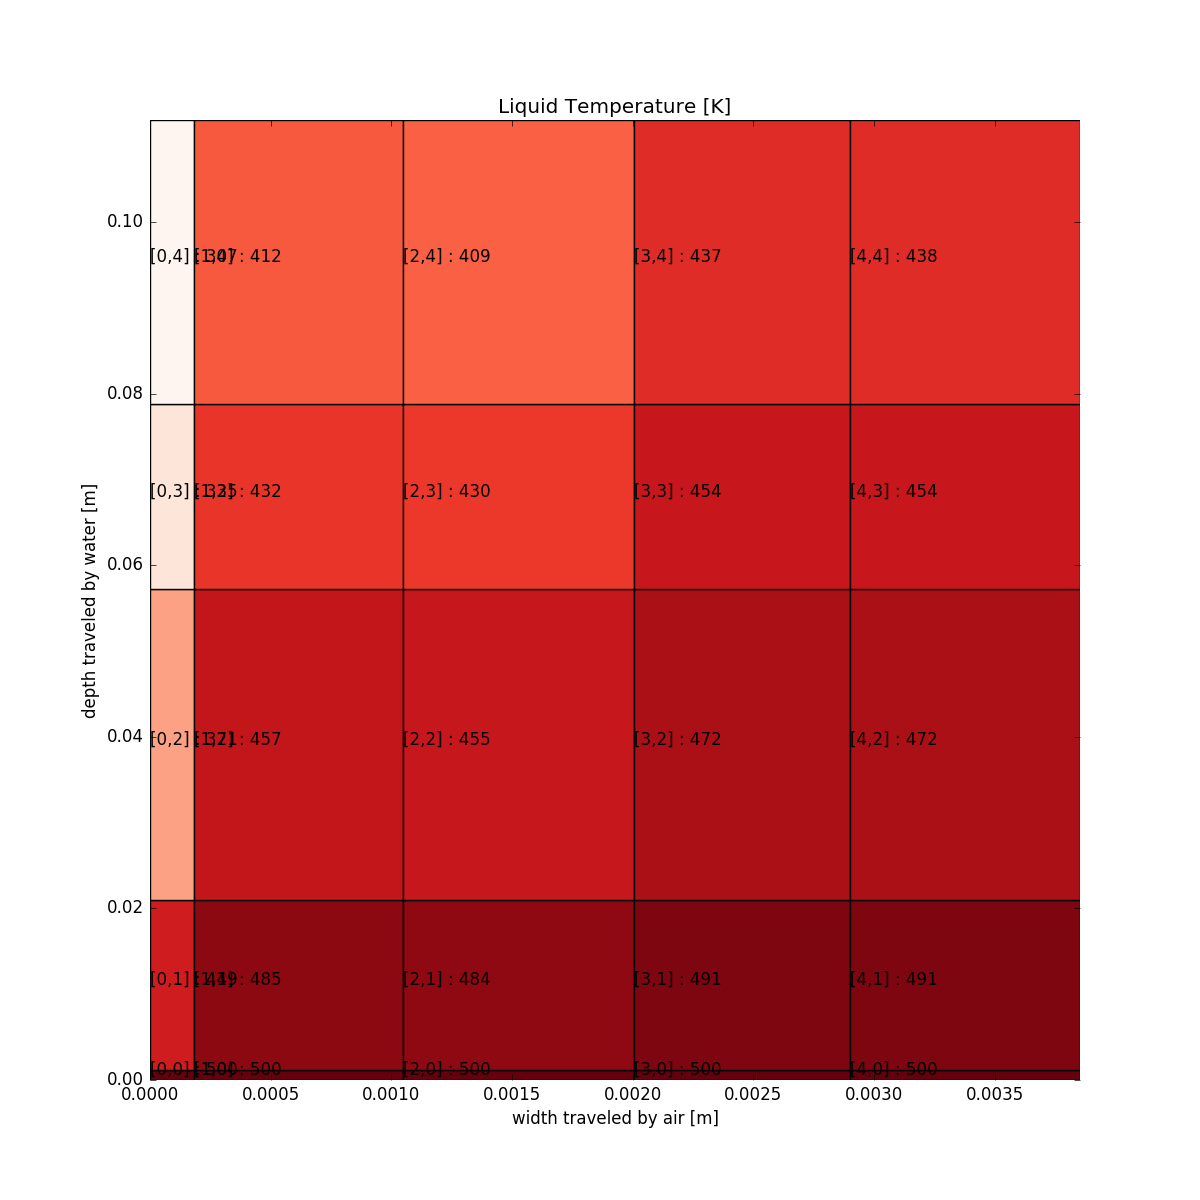 Liquid Temperature [K]
0.10
[0,4] : 307 [1,4] : 412 [2,4] : 409 [3,4] : 437 [4,4] : 438
0.08
[0,3] : 325 [1,3] : 432 [2,3] : 430 [3,3] : 454 [4,3] : 454
0.06
depth traveled by water [m]
0.04 [0,2] : 371 [1,2] : 457 [2,2] : 455 [3,2] : 472 [4,2] : 472
0.02
[0,1] : 449 [1,1] : 485 [2,1] : 484 [3,1] : 491 [4,1] : 491
[0,0] : 500 [1,0] : 500 [2,0] : 500 [3,0] : 500 [4,0] : 500
0.00
0.0000 0.0005 0.0010 0.0015 0.0020 0.0025 0.0030 0.0035
width traveled by air [m]